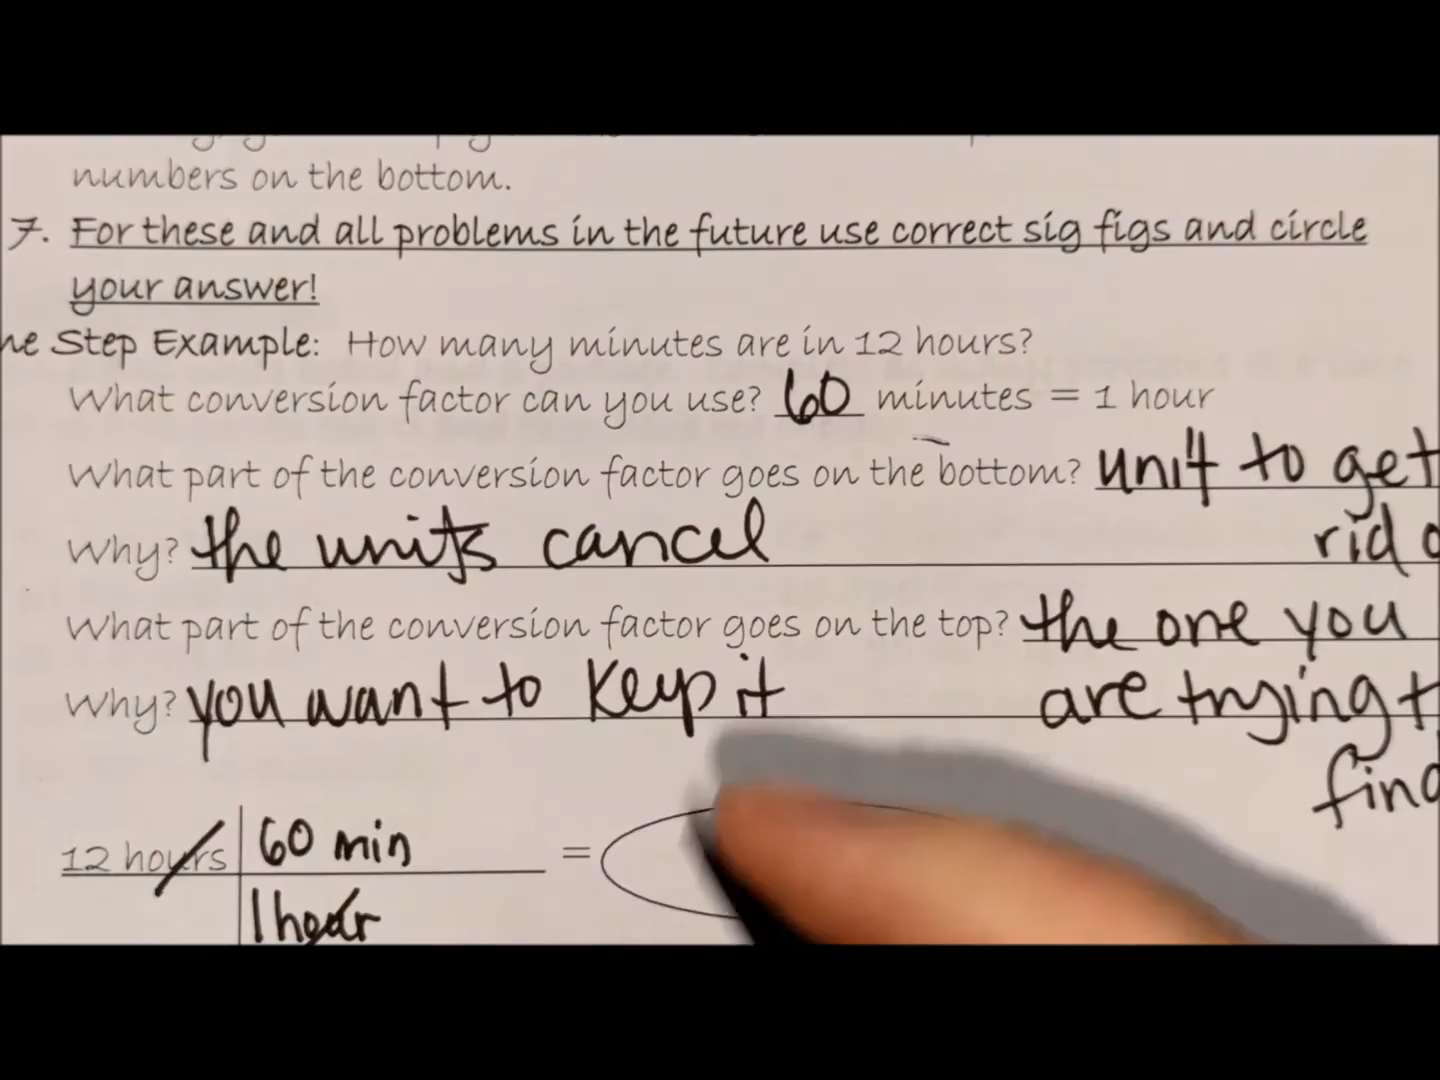 numbers on the bottom.
7. For these and all problems in the future use correct sig figs and circle
your answer!
ne Step Example: How many minutes are in 12 hours?
What conversion factor can you use? 60 minutes = 1 hour
What part of the conversion factor goes on the bottom? unit to get
Why? the units cancel rid o
What part of the conversion factor goes on the top? the one you
Why? you want to keep it are trying t
find
12 hours 60 min =
1 hour